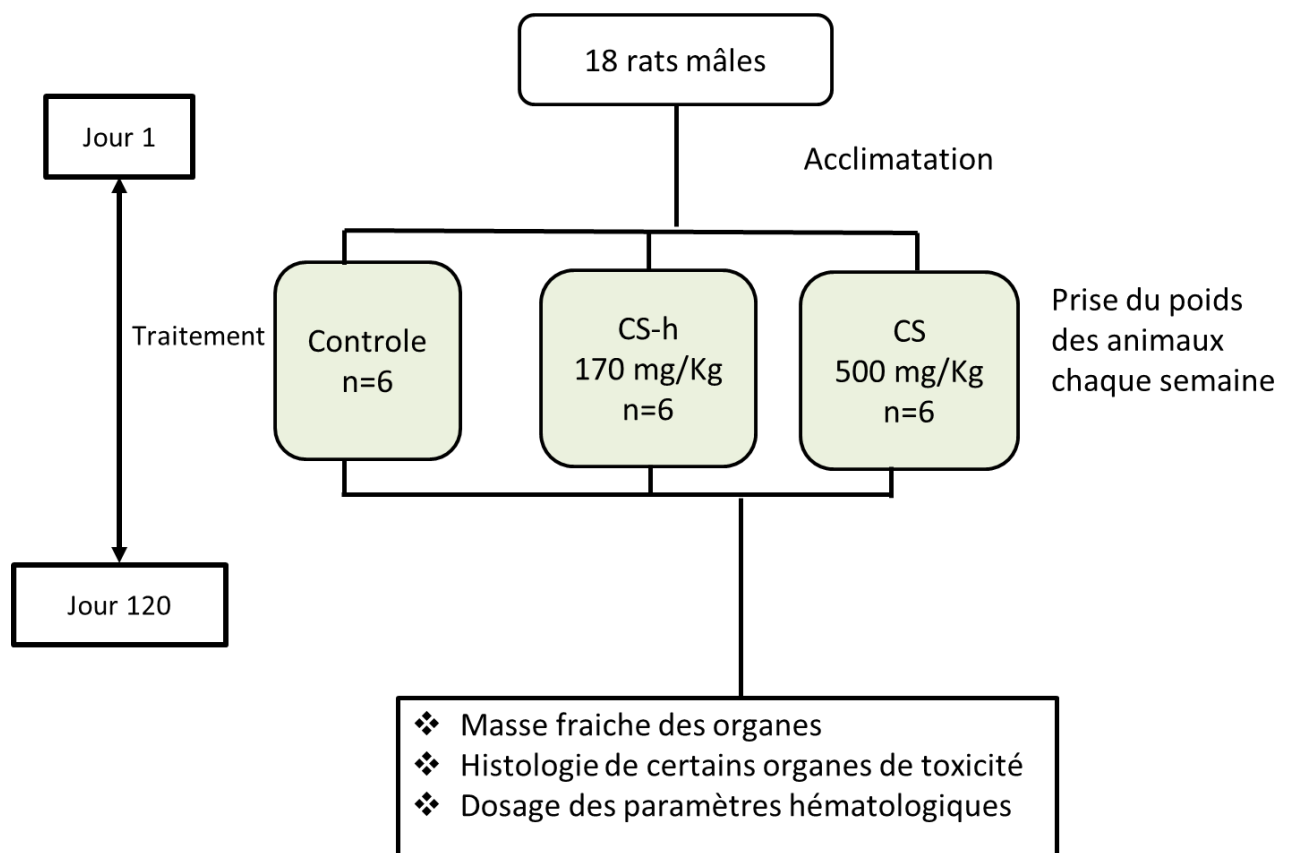 18 rats mâles
Jour 1
Acclimatation
Traitement
Controle
n=6
CS-h
170 mg/Kg
n=6
CS
500 mg/Kg
n=6
Prise du poids
des animaux
chaque semaine
Jour 120
❖ Masse fraiche des organes
❖ Histologie de certains organes de toxicité
❖ Dosage des paramètres hématologiques